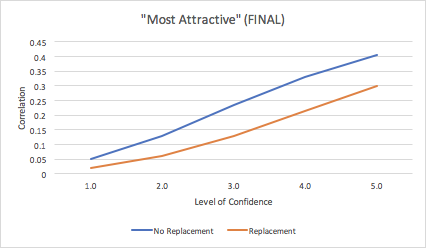 "Most Attractive" (FINAL)
0.45
0.4
0.35
0.3
0.25
0.2
0.15
0.1
0.05
0
Correlation
1.0 2.0 3.0 4.0 5.0
Level of Confidence
No Replacement Replacement